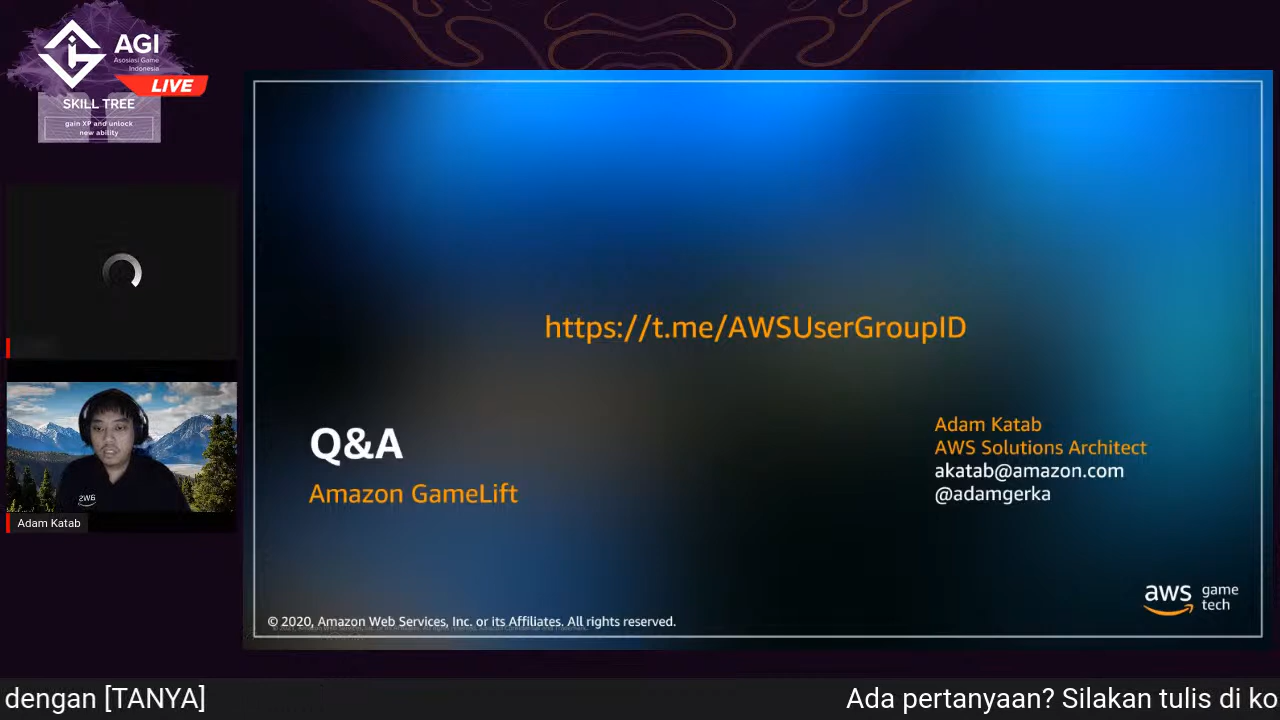 AGI
Asosiasi Game
Indonesia
LIVE
SKILL TREE
gain XP and unlock
new ability
https://t.me/AWSUserGroupID
Q&A
Amazon GameLift
Adam Katab
AWS Solutions Architect
akatab@amazon.com
@adamgerka
aws
Adam Katab
aws game
tech
© 2020, Amazon Web Services, Inc. or its Affiliates. All rights reserved.
dengan [TANYA]
Ada pertanyaan? Silakan tulis di ko